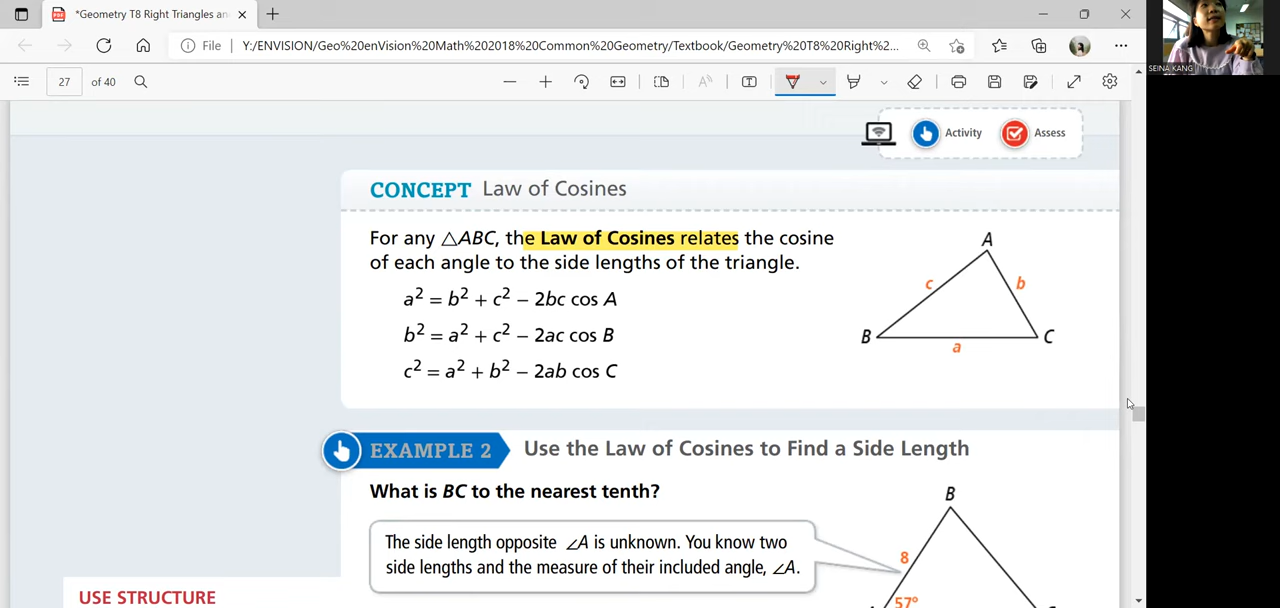 *Geometry T8 Right Triangles an
SEINA KANG
File
Y:/ENVISION/Geo%20enVision%20Math%202018%20Common%20Geometry/Textbook/Geometry%20T8%20Right%2...
27
of 40
Activity
Assess
CONCEPT Law of Cosines
For any △ABC, the Law of Cosines relates the cosine
of each angle to the side lengths of the triangle.
a² = b² + c² − 2bc cos A
b² = a² + c² − 2ac cos B
c² = a² + b² − 2ab cos C
A
c
b
B
C
a
EXAMPLE 2
Use the Law of Cosines to Find a Side Length
What is BC to the nearest tenth?
B
The side length opposite ∠A is unknown. You know two
side lengths and the measure of their included angle, ∠A.
8
57°
USE STRUCTURE